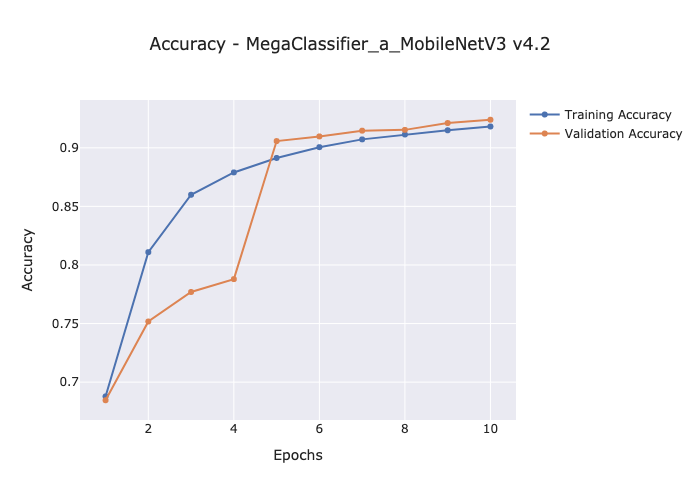 Accuracy - MegaClassifier_a_MobileNetV3 v4.2
Training Accuracy
Validation Accuracy
0.9
0.85
0.8
0.75
0.7
Accuracy
2 4 6 8 10
Epochs